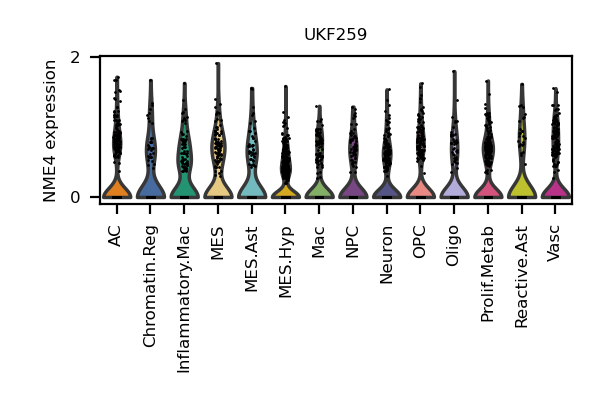 UKF259
NME4 expression
2
0
AC
Chromatin.Reg
Inflammatory.Mac
MES
MES.Ast
MES.Hyp
Mac
NPC
Neuron
OPC
Oligo
Prolif.Metab
Reactive.Ast
Vasc